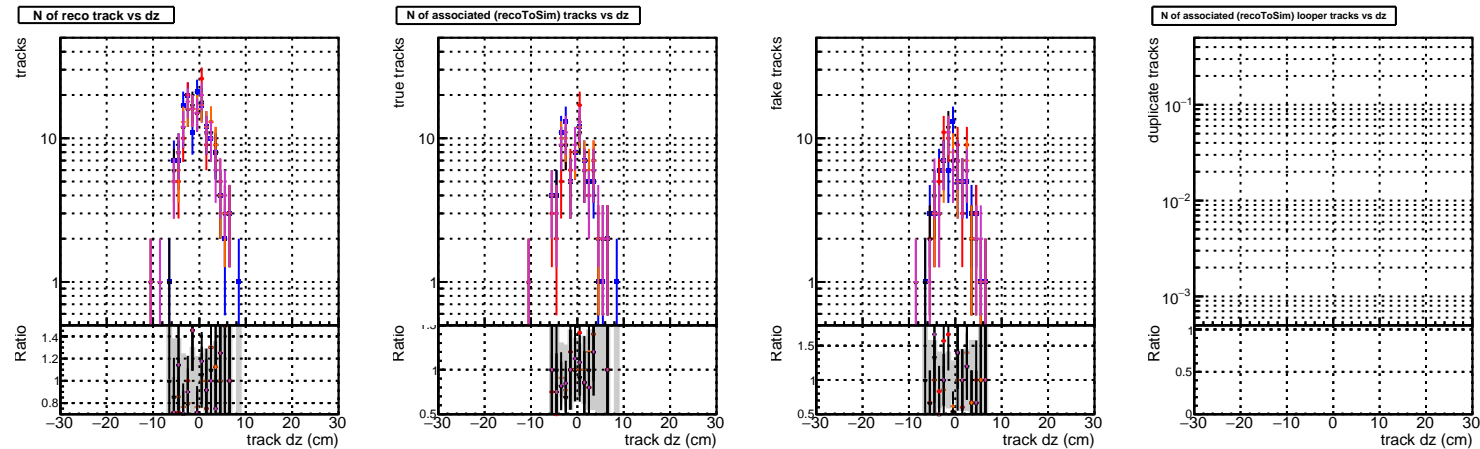 N of reco track vs dz
tracks
10
1
Ratio
1.4
1.2
1
0.8
−30 −20 −10 0 10 20 30
track dz (cm)
N of associated (recoToSim) tracks vs dz
true tracks
10
1
Ratio
1
0.5
−30 −20 −10 0 10 20 30
track dz (cm)
fake tracks
10
1
Ratio
1.5
1
0.5
−30 −20 −10 0 10 20 30
track dz (cm)
N of associated (recoToSim) looper tracks vs dz
duplicate tracks
10−1
10−2
10−3
Ratio
1
0.5
0
−30 −20 −10 0 10 20 30
track dz (cm)